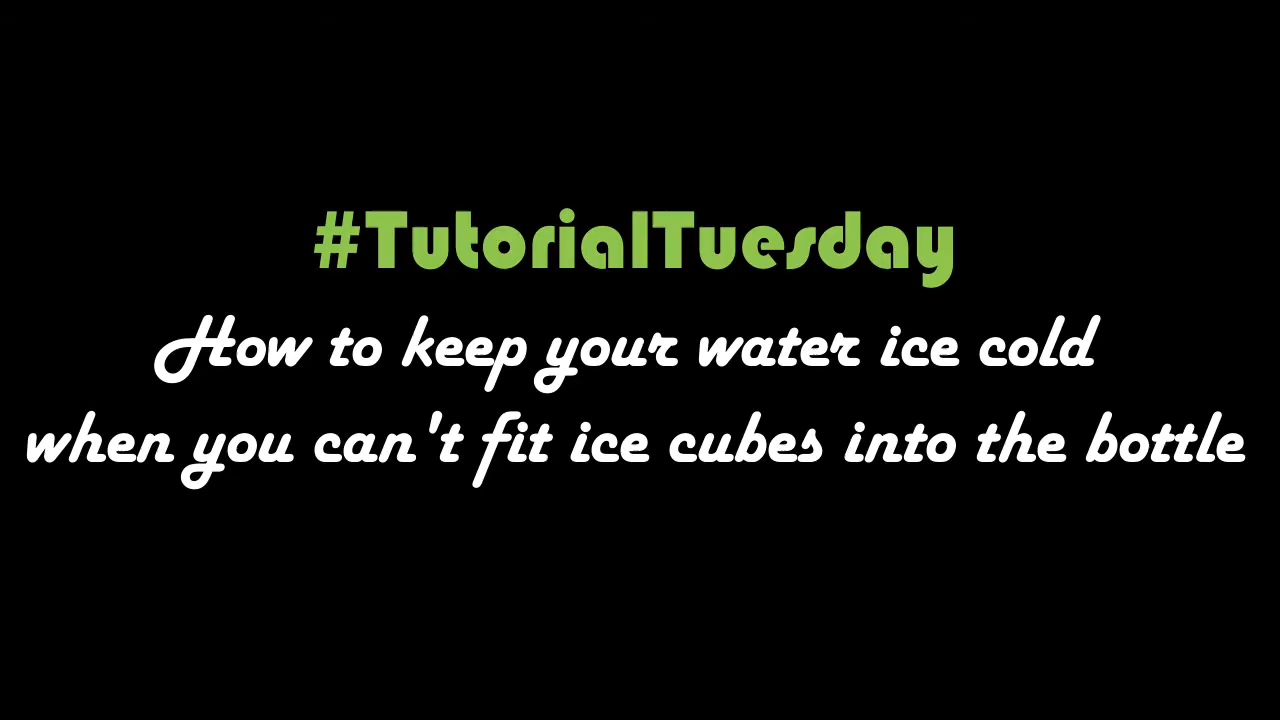 #TutorialTuesday
How to keep your water ice cold
when you can't fit ice cubes into the bottle